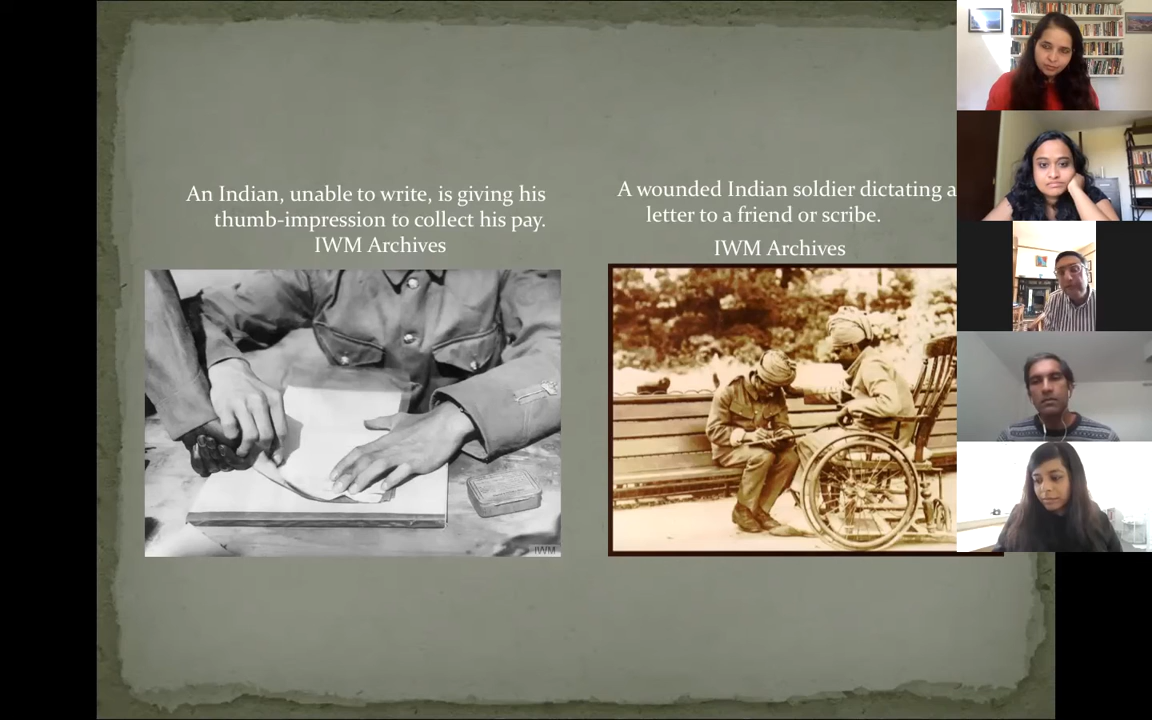 An Indian, unable to write, is giving his
thumb-impression to collect his pay.
IWM Archives
A wounded Indian soldier dictating a
letter to a friend or scribe.
IWM Archives
IWM